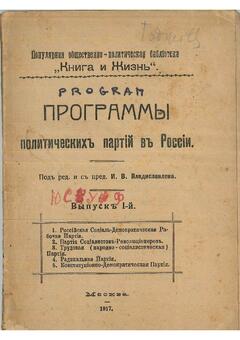 Популярная общественно-политическая библіотека
„Книга и Жизнь“.
PROGRAM
ПРОГРАММЫ
политическихъ партій въ Россіи.
Подъ ред. и съ пред. И. В. Владиславлева.
Выпускъ I-й.
1. Россійская Соціалъ-Демократическая Рабочая Партія.
2. Партія Соціалистовъ-Революціонеровъ.
3. Трудовая (народно-соціалистическая) Партія.
4. Радикальная Партія.
5. Конституціонно-Демократическая Партія.
Москва.
1917.